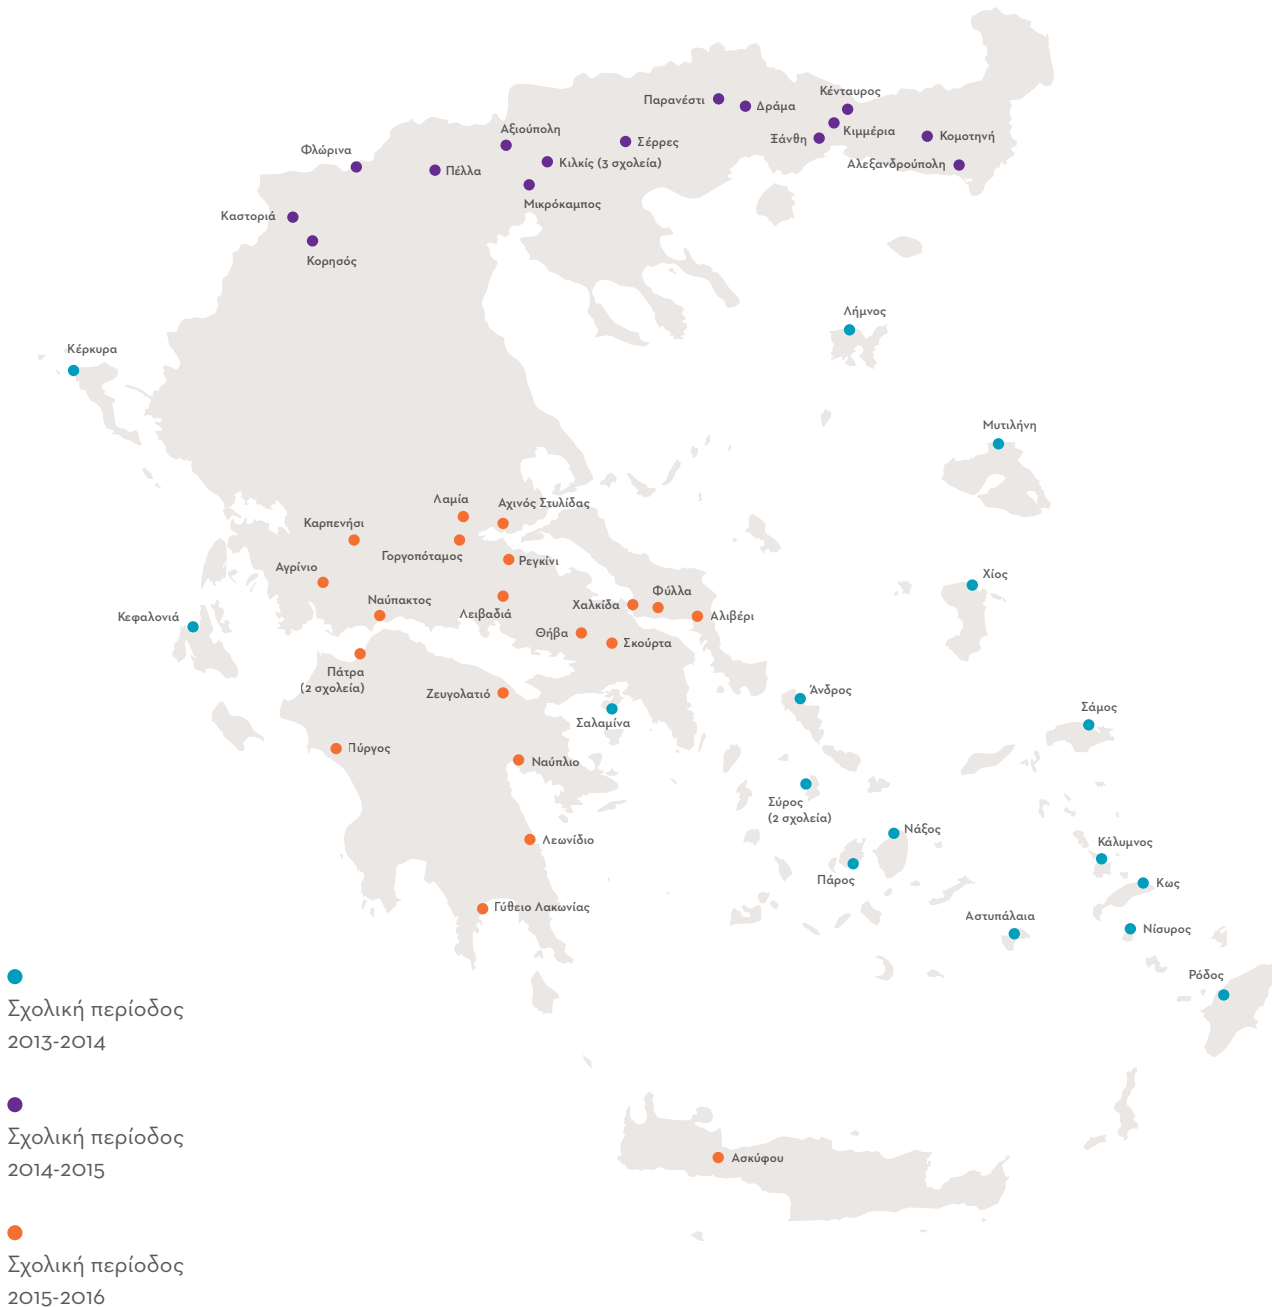 Κένταυρος
Παρανέστι
Δράμα
Αξιούπολη
Κιμμέρια
Κομοτηνή
Ξάνθη
Σέρρες
Φλώρινα
Κιλκίς (3 σχολεία)
Αλεξανδρούπολη
Πέλλα
Μικρόκαμπος
Καστοριά
Κορησός
Λήμνος
Κέρκυρα
Μυτιλήνη
Λαμία
Αχινός Στυλίδας
Καρπενήσι
Γοργοπόταμος
Ρεγκίνι
Αγρίνιο
Χίος
Φύλλα
Ναύπακτος
Χαλκίδα
Λειβαδιά
Αλιβέρι
Κεφαλονιά
Θήβα
Σκούρτα
Πάτρα
(2 σχολεία)
Ζευγολατιό
Άνδρος
Σάμος
Σαλαμίνα
Πύργος
Ναύπλιο
Σύρος
(2 σχολεία)
Νάξος
Λεωνίδιο
Κάλυμνος
Πάρος
Κως
Γύθειο Λακωνίας
Αστυπάλαια
Νίσυρος
Ρόδος
Σχολική περίοδος
2013-2014
Σχολική περίοδος
2014-2015
Ασκύφου
Σχολική περίοδος
2015-2016